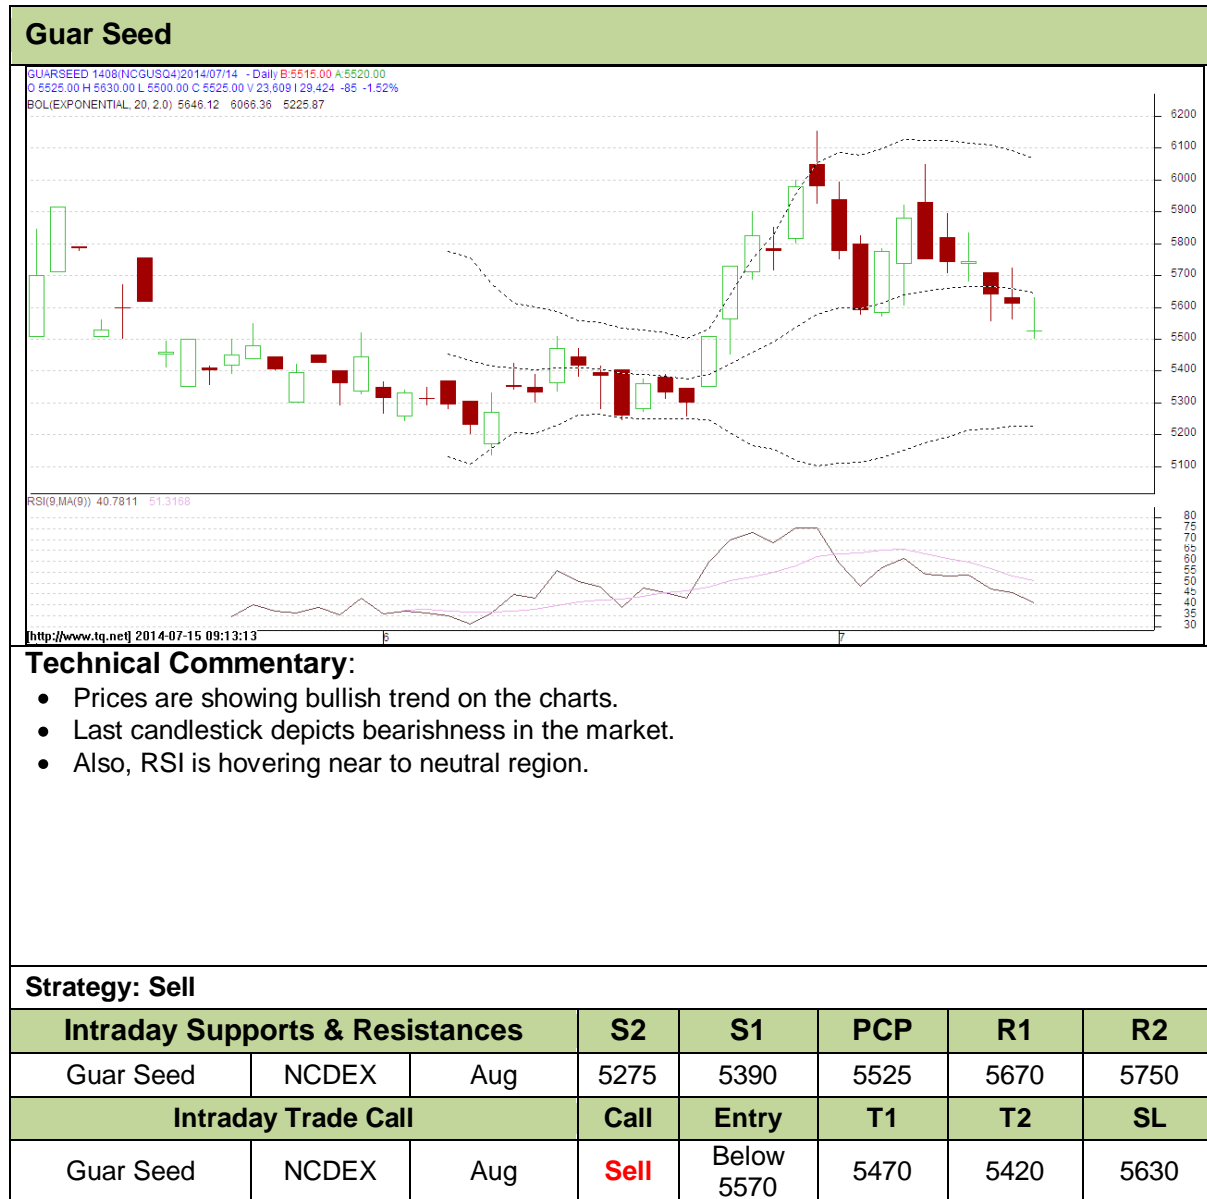 Guar Seed
GUARSEED 1408(NCGUSQ4)2014/07/14 - Daily B:5515.00 A:5520.00
O 5525.00 H 5630.00 L 5500.00 C 5525.00 V 23,609 I 29,424 -85 -1.52%
BOL(EXPONENTIAL, 20, 2.0) 5646.12 6066.36 5225.87
6200
6100
6000
5900
5800
5700
5600
5500
5400
5300
5200
5100
RSI(9,MA(9)) 40.7811 51.3168
80
75
70
65
60
55
50
45
40
35
30
[http://www.tq.net] 2014-07-15 09:13:13 6 7
Technical Commentary:
• Prices are showing bullish trend on the charts.
• Last candlestick depicts bearishness in the market.
• Also, RSI is hovering near to neutral region.
Strategy: Sell
Intraday Supports & Resistances S2 S1 PCP R1 R2
Guar Seed NCDEX Aug 5275 5390 5525 5670 5750
Intraday Trade Call Call Entry T1 T2 SL
Guar Seed NCDEX Aug Sell Below 5570 5470 5420 5630